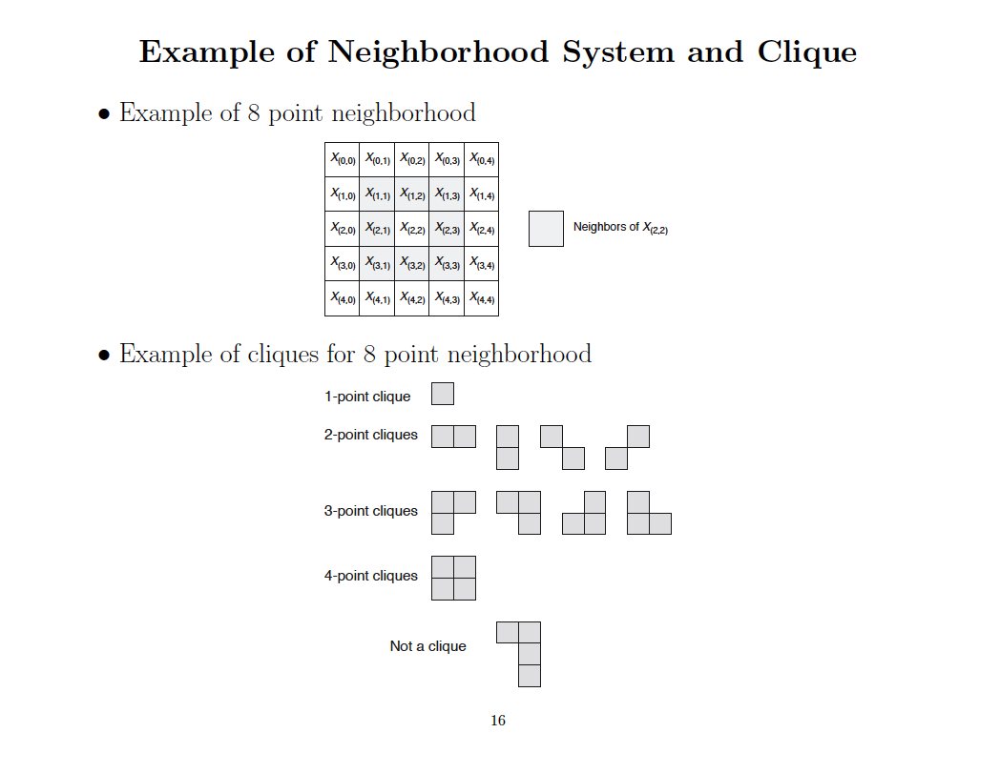 Example of Neighborhood System and Clique
• Example of 8 point neighborhood
X(0,0) X(0,1) X(0,2) X(0,3) X(0,4)
X(1,0) X(1,1) X(1,2) X(1,3) X(1,4)
X(2,0) X(2,1) X(2,2) X(2,3) X(2,4)
Neighbors of X(2,2)
X(3,0) X(3,1) X(3,2) X(3,3) X(3,4)
X(4,0) X(4,1) X(4,2) X(4,3) X(4,4)
• Example of cliques for 8 point neighborhood
1-point clique
2-point cliques
3-point cliques
4-point cliques
Not a clique
16